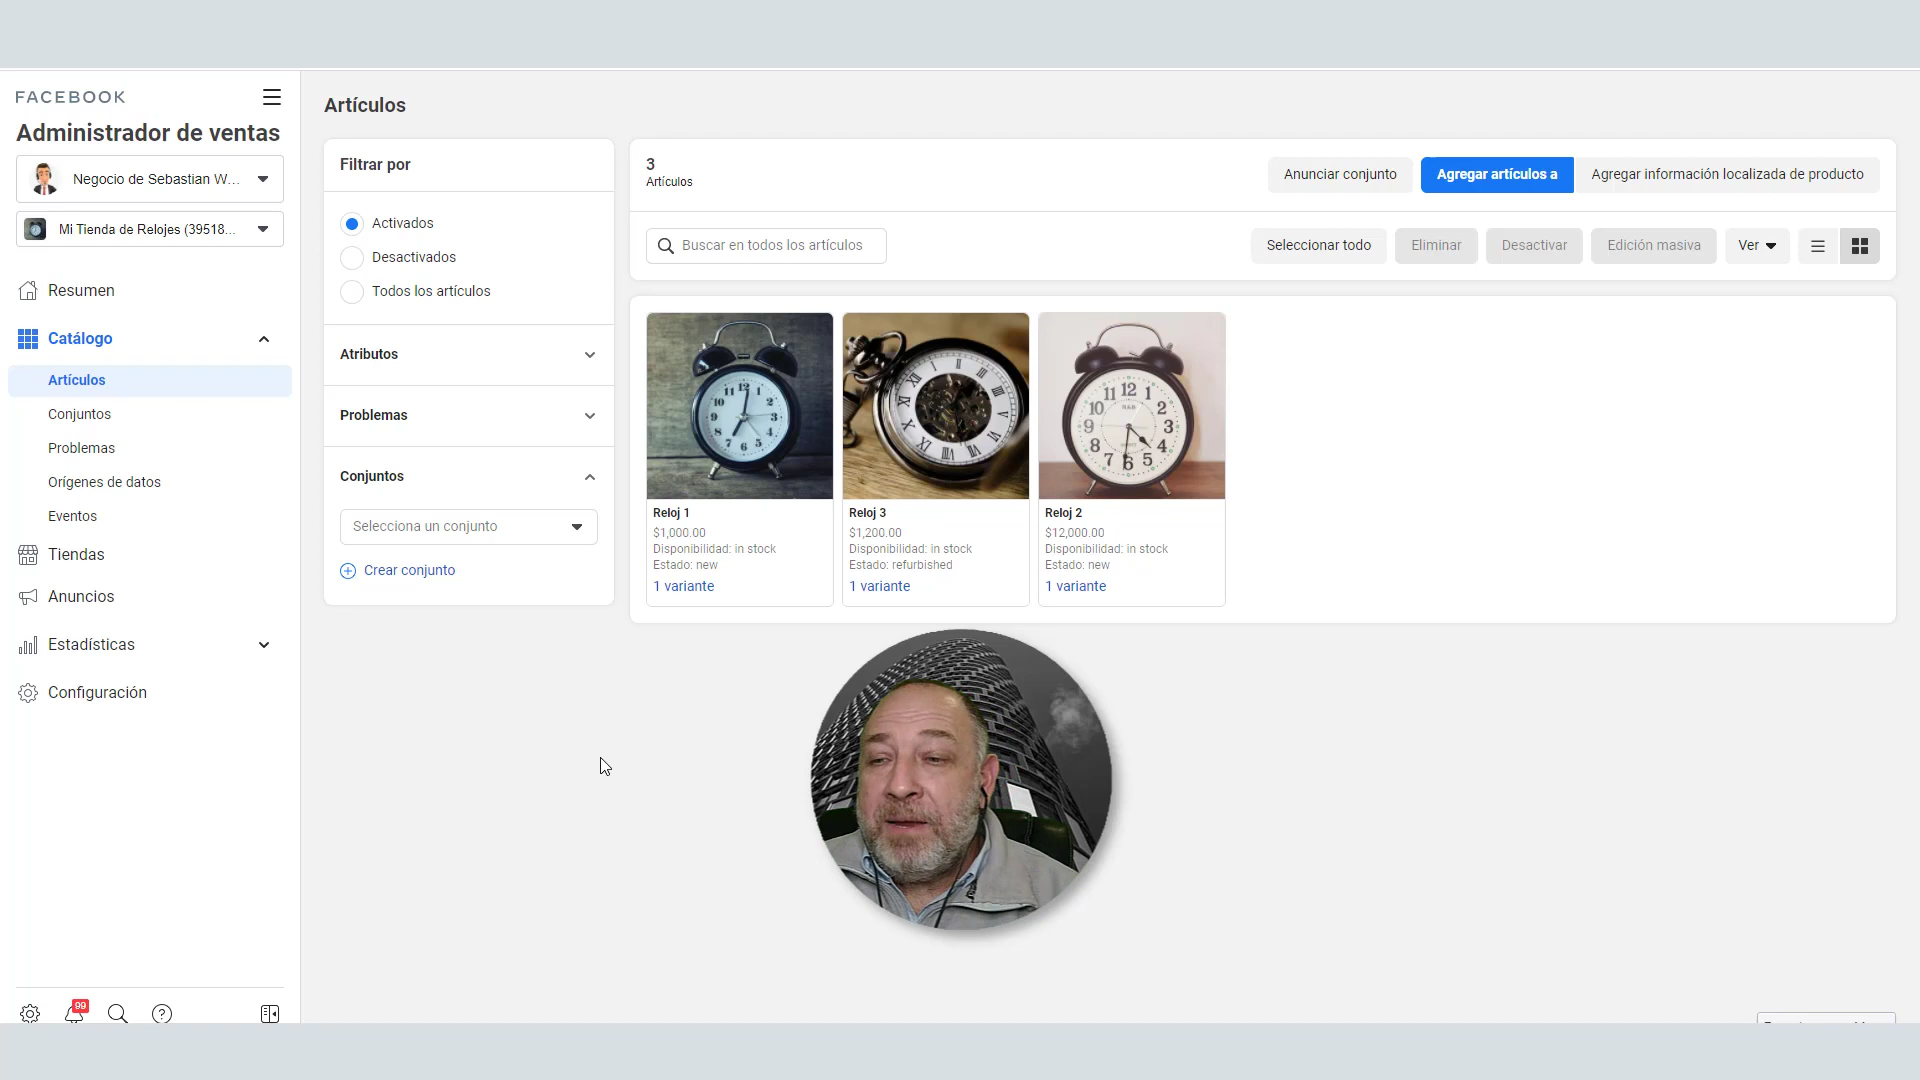 FACEBOOK
Administrador de ventas
Negocio de Sebastian W...
Mi Tienda de Relojes (39518...
Resumen
Catálogo
Artículos
Conjuntos
Problemas
Orígenes de datos
Eventos
Tiendas
Anuncios
Estadísticas
Configuración
99
Artículos
Filtrar por
Activados
Desactivados
Todos los artículos
Atributos
Problemas
Conjuntos
Selecciona un conjunto
Crear conjunto
3
Artículos
Anunciar conjunto
Agregar artículos a
Agregar información localizada de producto
Buscar en todos los artículos
Seleccionar todo
Eliminar
Desactivar
Edición masiva
Ver
Reloj 1
$1,000.00
Disponibilidad: in stock
Estado: new
1 variante
Reloj 3
$1,200.00
Disponibilidad: in stock
Estado: refurbished
1 variante
Reloj 2
$12,000.00
Disponibilidad: in stock
Estado: new
1 variante